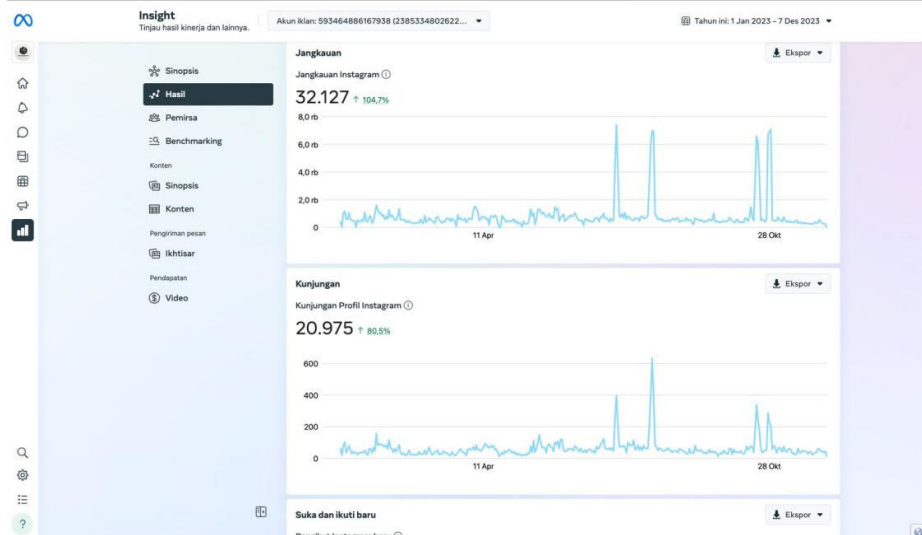 Insight
Tinjau hasil kinerja dan lainnya.
Akun iklan: 593464886167938 (2385334802622...
Tahun ini: 1 Jan 2023 – 7 Des 2023
Sinopsis
Hasil
Pemirsa
Benchmarking
Konten
Sinopsis
Konten
Pengiriman pesan
Ikhtisar
Pendapatan
Video
Jangkauan
Ekspor
Jangkauan Instagram
32.127 ↑ 104,7%
8,0 rb
6,0 rb
4,0 rb
2,0 rb
0
11 Apr
28 Okt
Kunjungan
Ekspor
Kunjungan Profil Instagram
20.975 ↑ 80,5%
600
400
200
0
11 Apr
28 Okt
Suka dan ikuti baru
Ekspor